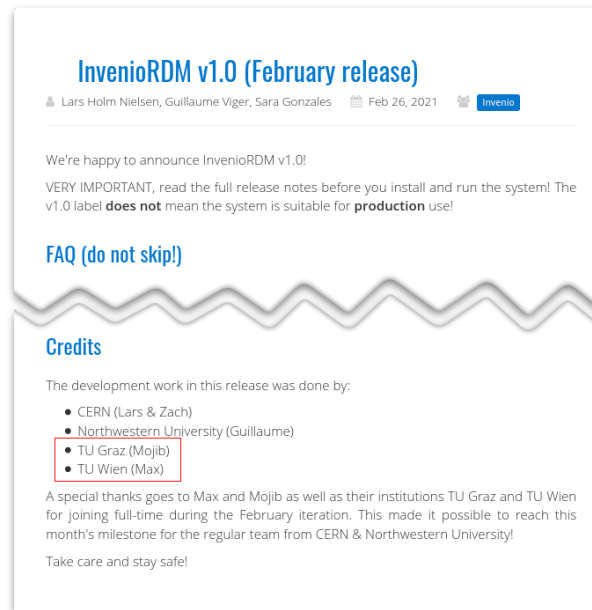 InvenioRDM v1.0 (February release)
Lars Holm Nielsen, Guillaume Viger, Sara Gonzales Feb 26, 2021 Invenio
We're happy to announce InvenioRDM v1.0!
VERY IMPORTANT, read the full release notes before you install and run the system! The
v1.0 label does not mean the system is suitable for production use!
FAQ (do not skip!)
Credits
The development work in this release was done by:
• CERN (Lars & Zach)
• Northwestern University (Guillaume)
• TU Graz (Mojib)
• TU Wien (Max)
A special thanks goes to Max and Mojib as well as their institutions TU Graz and TU Wien
for joining full-time during the February iteration. This made it possible to reach this
month's milestone for the regular team from CERN & Northwestern University!
Take care and stay safe!